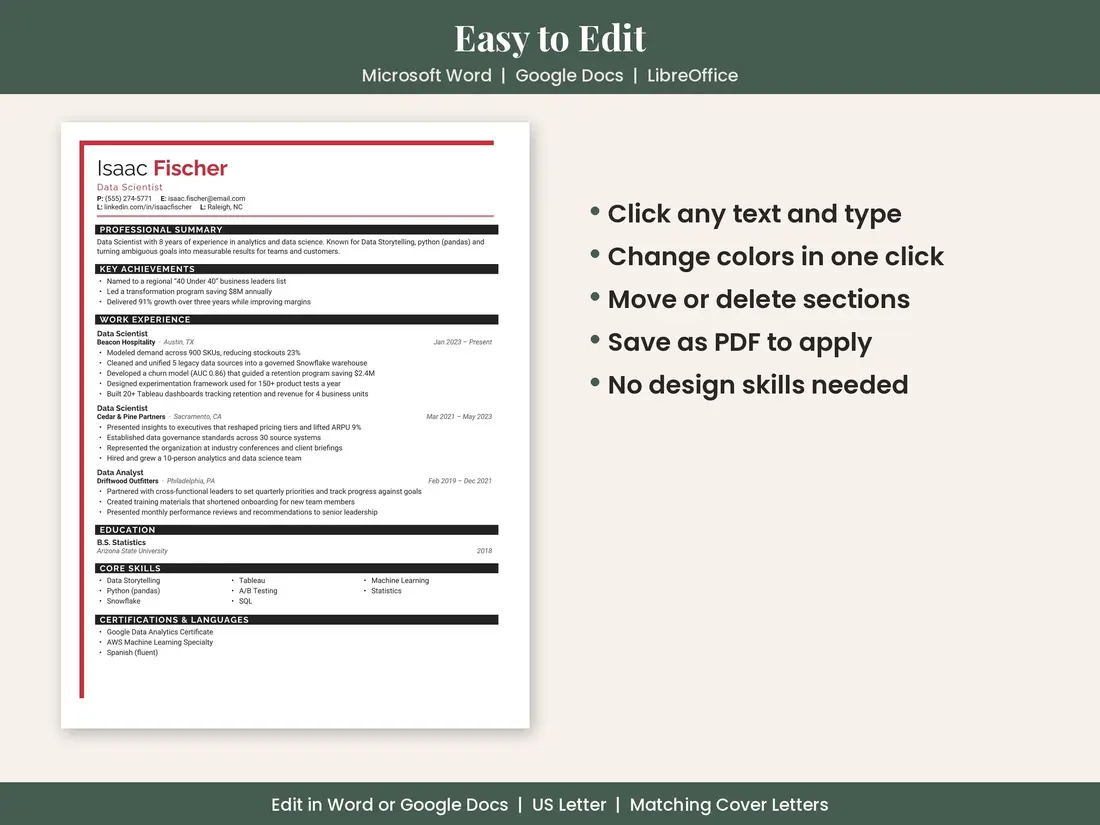 Easy to Edit
Microsoft Word | Google Docs | LibreOffice
Isaac Fischer
Data Scientist
P: (555) 274-5771 E: isaac.fischer@email.com
L: linkedin.com/in/isaacfischer L: Raleigh, NC
PROFESSIONAL SUMMARY
Data Scientist with 8 years of experience in analytics and data science. Known for Data Storytelling, python (pandas) and
turning ambiguous goals into measurable results for teams and customers.
KEY ACHIEVEMENTS
• Named to a regional "40 Under 40" business leaders list
• Led a transformation program saving $8M annually
• Delivered 91% growth over three years while improving margins
WORK EXPERIENCE
Data Scientist
Beacon Hospitality · Austin, TX Jan 2023 – Present
• Modeled demand across 900 SKUs, reducing stockouts 23%
• Cleaned and unified 5 legacy data sources into a governed Snowflake warehouse
• Developed a churn model (AUC 0.86) that guided a retention program saving $2.4M
• Designed experimentation framework used for 150+ product tests a year
• Built 20+ Tableau dashboards tracking retention and revenue for 4 business units
Data Scientist
Cedar & Pine Partners · Sacramento, CA Mar 2021 – May 2023
• Presented insights to executives that reshaped pricing tiers and lifted ARPU 9%
• Established data governance standards across 30 source systems
• Represented the organization at industry conferences and client briefings
• Hired and grew a 10-person analytics and data science team
Data Analyst
Driftwood Outfitters · Philadelphia, PA Feb 2019 – Dec 2021
• Partnered with cross-functional leaders to set quarterly priorities and track progress against goals
• Created training materials that shortened onboarding for new team members
• Presented monthly performance reviews and recommendations to senior leadership
EDUCATION
B.S. Statistics
Arizona State University 2018
CORE SKILLS
• Data Storytelling • Tableau • Machine Learning
• Python (pandas) • A/B Testing • Statistics
• Snowflake • SQL
CERTIFICATIONS & LANGUAGES
• Google Data Analytics Certificate
• AWS Machine Learning Specialty
• Spanish (fluent)
• Click any text and type
• Change colors in one click
• Move or delete sections
• Save as PDF to apply
• No design skills needed
Edit in Word or Google Docs | US Letter | Matching Cover Letters